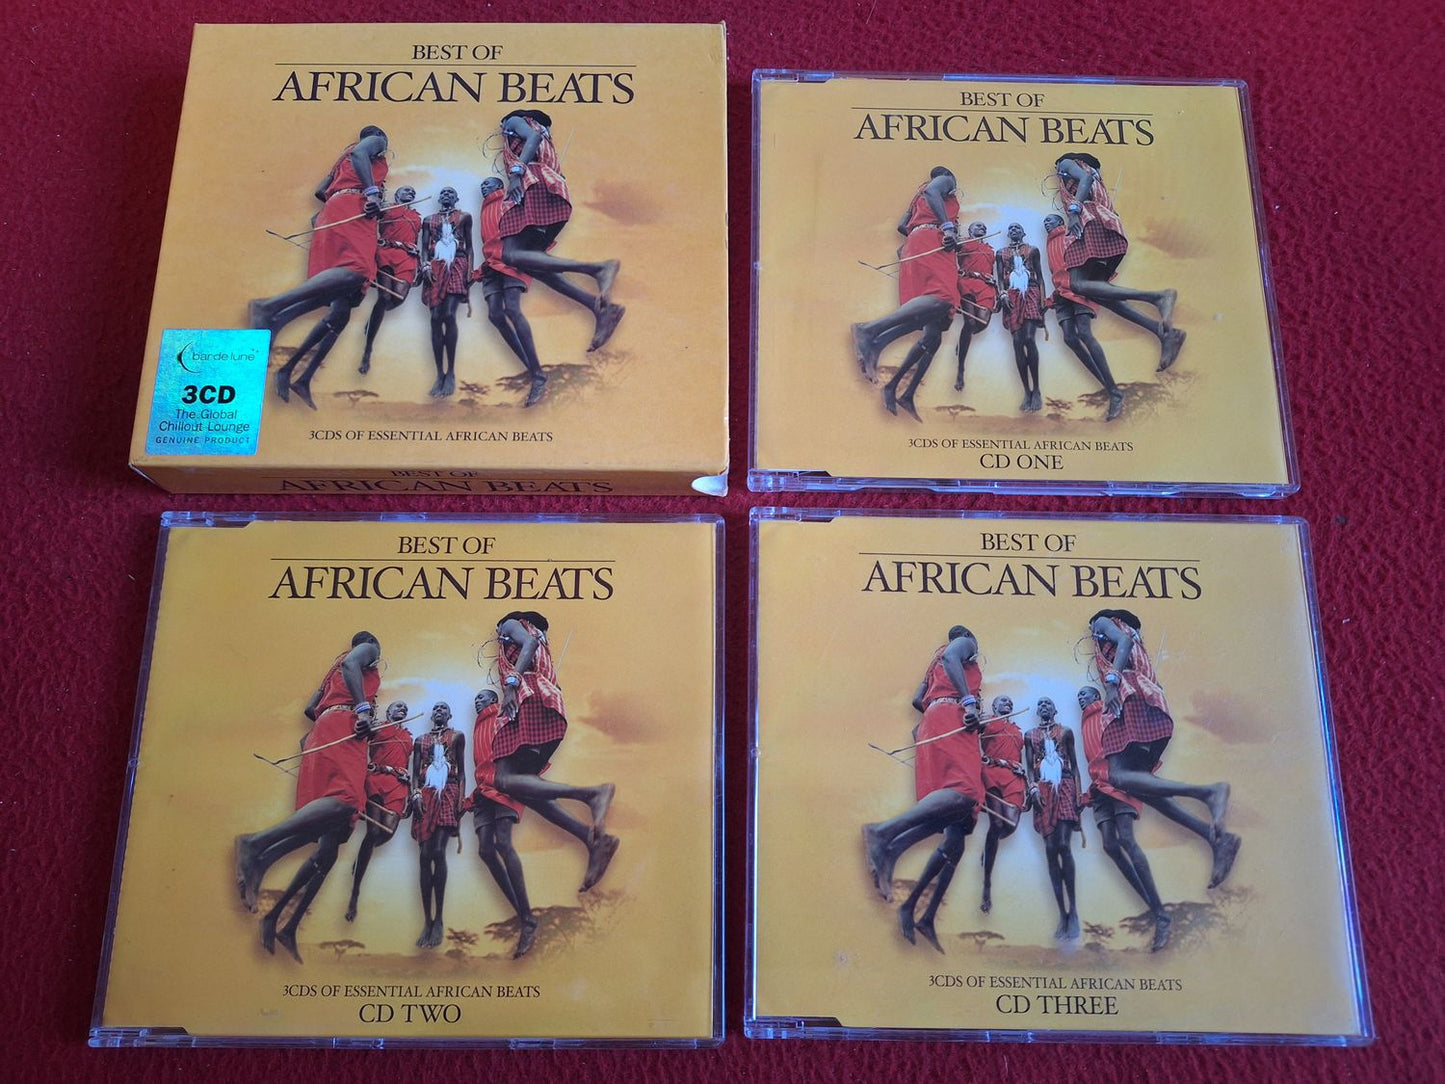 BEST OF
AFRICAN BEATS
bar de lune
3CD
The Global
Chillout Lounge
GENUINE PRODUCT
3CDS OF ESSENTIAL AFRICAN BEATS
BEST OF
AFRICAN BEATS
BEST OF
AFRICAN BEATS
3CDS OF ESSENTIAL AFRICAN BEATS
CD ONE
BEST OF
AFRICAN BEATS
3CDS OF ESSENTIAL AFRICAN BEATS
CD TWO
BEST OF
AFRICAN BEATS
3CDS OF ESSENTIAL AFRICAN BEATS
CD THREE